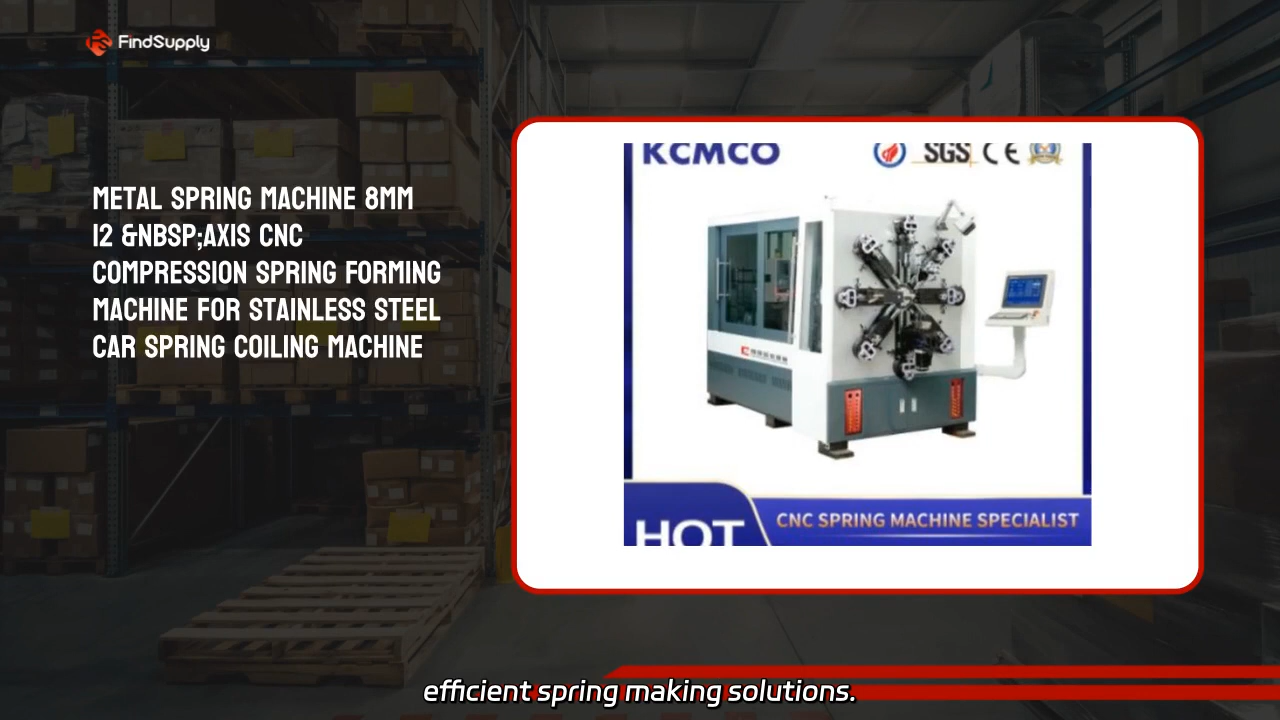 FindSupply
METAL SPRING MACHINE 8MM
12 &NBSP;AXIS CNC
COMPRESSION SPRING FORMING
MACHINE FOR STAINLESS STEEL
CAR SPRING COILING MACHINE
KCMCO
SGS CE
HOT
CNC SPRING MACHINE SPECIALIST
efficient spring making solutions.